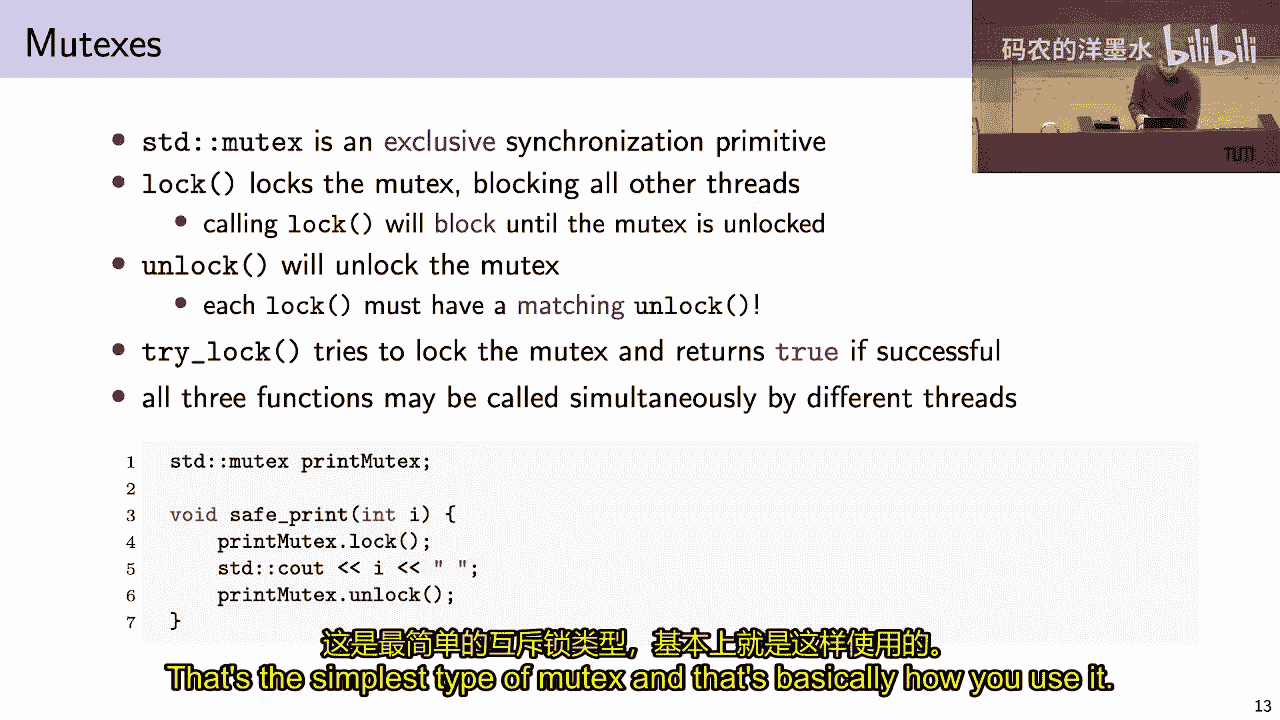 Mutexes
码农的洋墨水 bilibili
TUM
• std::mutex is an exclusive synchronization primitive
• lock() locks the mutex, blocking all other threads
• calling lock() will block until the mutex is unlocked
• unlock() will unlock the mutex
• each lock() must have a matching unlock()!
• try_lock() tries to lock the mutex and returns true if successful
• all three functions may be called simultaneously by different threads
1 std::mutex printMutex;
2
3 void safe_print(int i) {
4 printMutex.lock();
5 std::cout << i << " ";
6 printMutex.unlock();
7 }
这是最简单的互斥锁类型，基本上就是这样使用的。
That's the simplest type of mutex and that's basically how you use it.
13